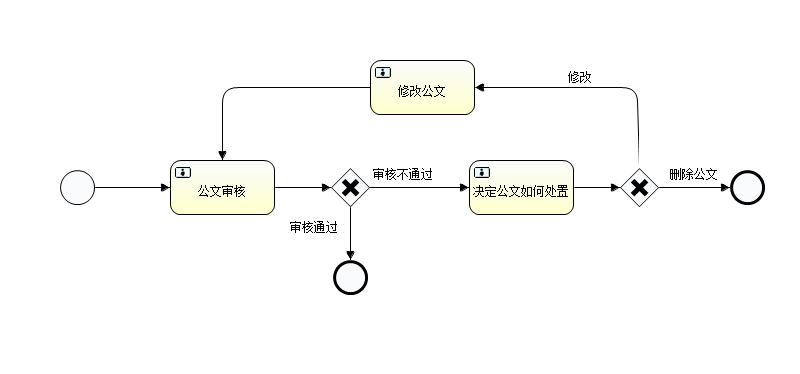 修改
修改公文
审核不通过
删除公文
公文审核
决定公文如何处置
审核通过